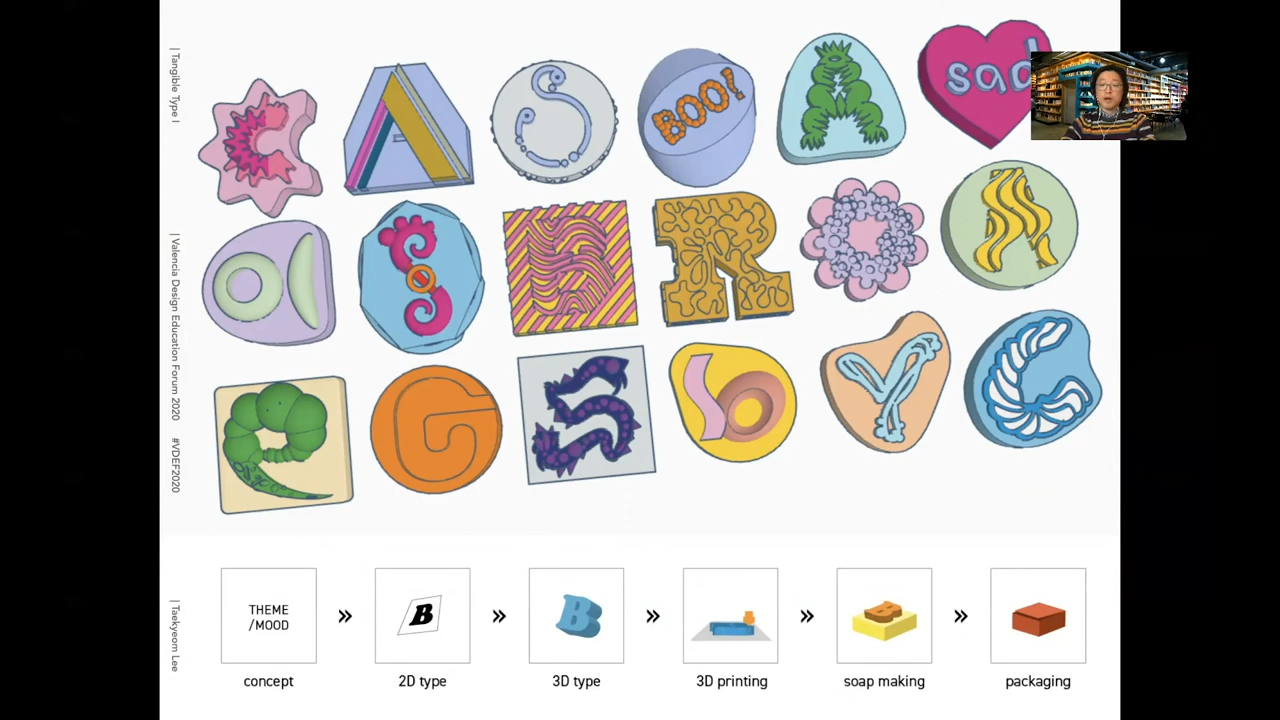 | Tangible Type I
| Valencia Design Education Forum 2020 #VDEF2020
| Taekyeom Lee
C
A
S
BOO!
A
sad
S
B
R
A
e
G
S
Y
C
THEME
/MOOD
»
B
»
B
»
»
B
»
concept
2D type
3D type
3D printing
soap making
packaging